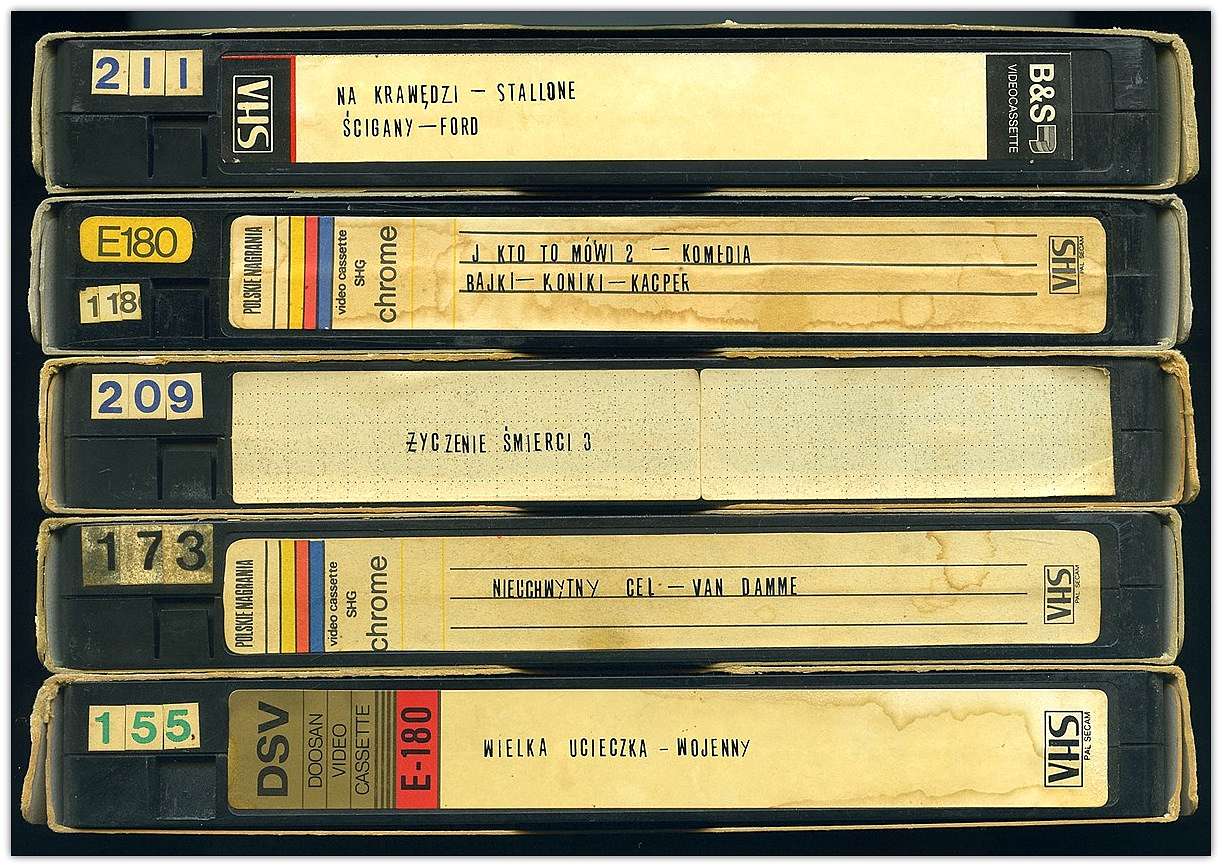 211
VHS
NA KRAWĘDZI – STALLONE
ŚCIGANY – FORD
B&S
VIDEOCASSETTE
E180
118
POLSKIE NAGRANIA
video cassette
SHG
chrome
J KTO TO MÓWI 2 – KOMEDIA
BAJKI – KONIKI – KACPER
VHS
PAL SECAM
209
ŻYCZENIE ŚMIERCI 3
173
POLSKIE NAGRANIA
video cassette
SHG
chrome
NIEUCHWYTNY CEL – VAN DAMME
VHS
PAL SECAM
155
DSV
DOOSAN
VIDEO
CASSETTE
E-180
WIELKA UCIECZKA – WOJENNY
VHS
PAL SECAM